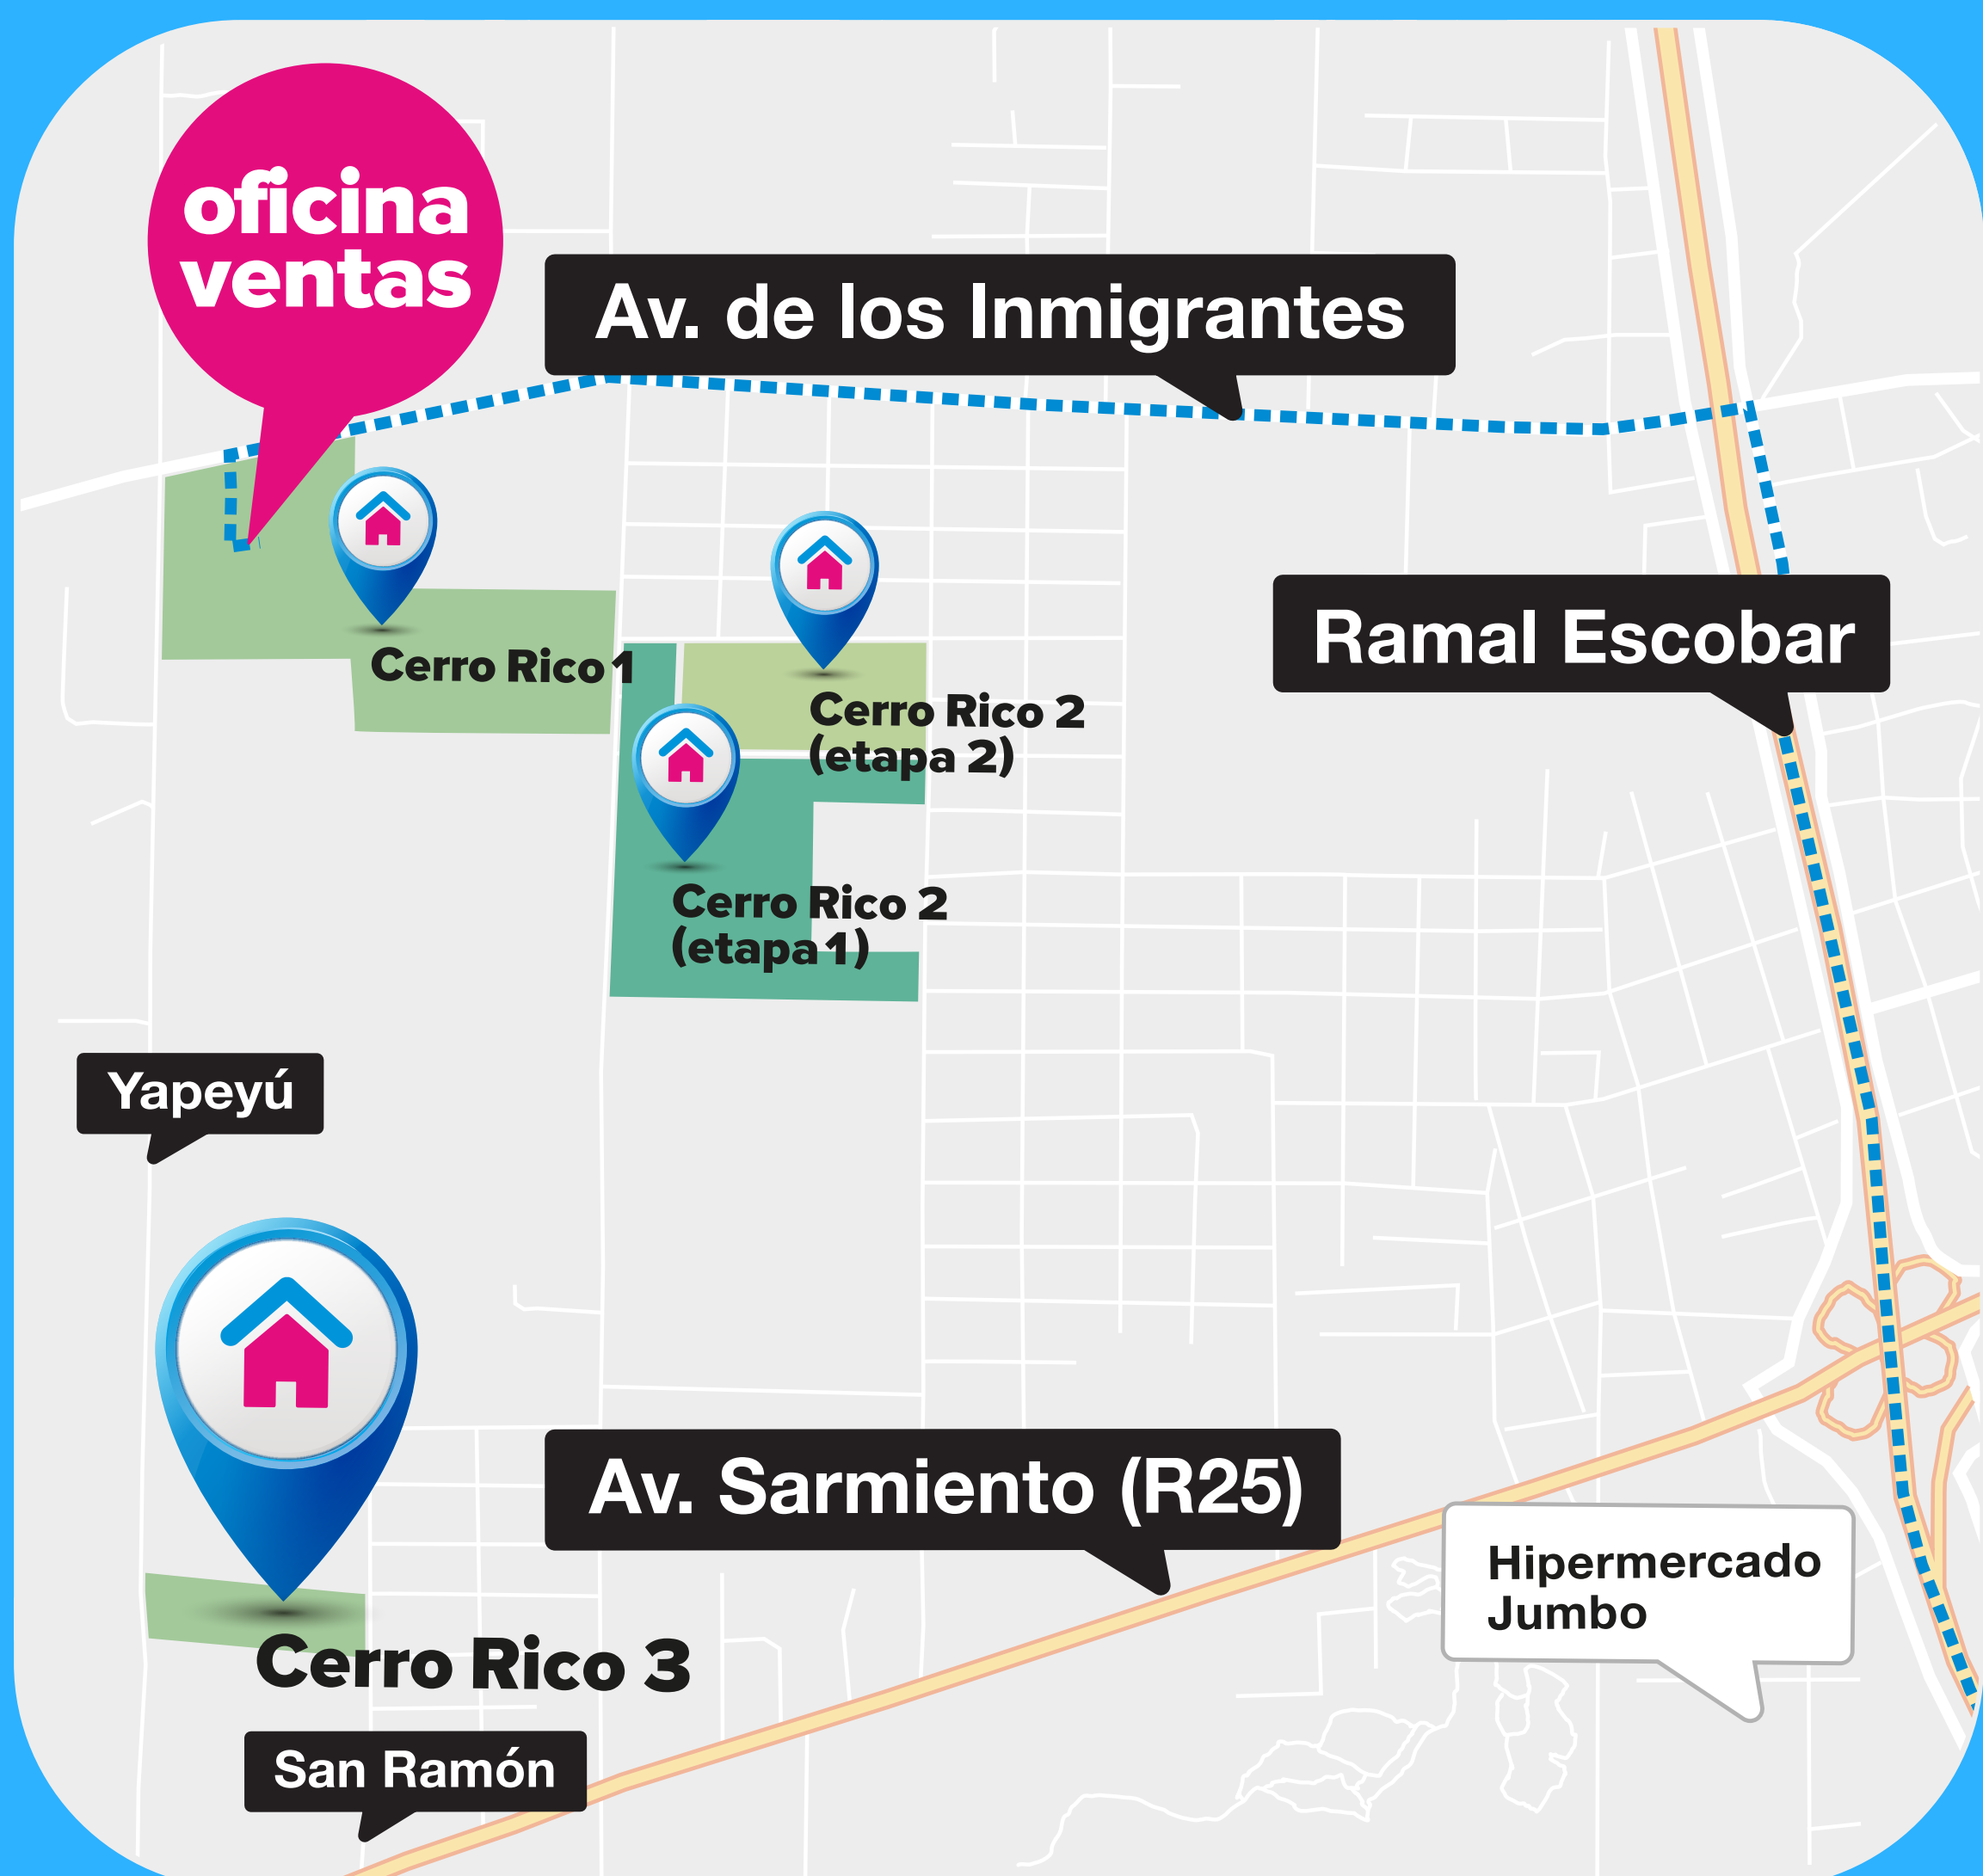 oficina
ventas
Av. de los Inmigrantes
Ramal Escobar
Cerro Rico 1
Cerro Rico 2
(etapa 2)
Cerro Rico 2
(etapa 1)
Yapeyú
Av. Sarmiento (R25)
Hipermercado
Jumbo
Cerro Rico 3
San Ramón